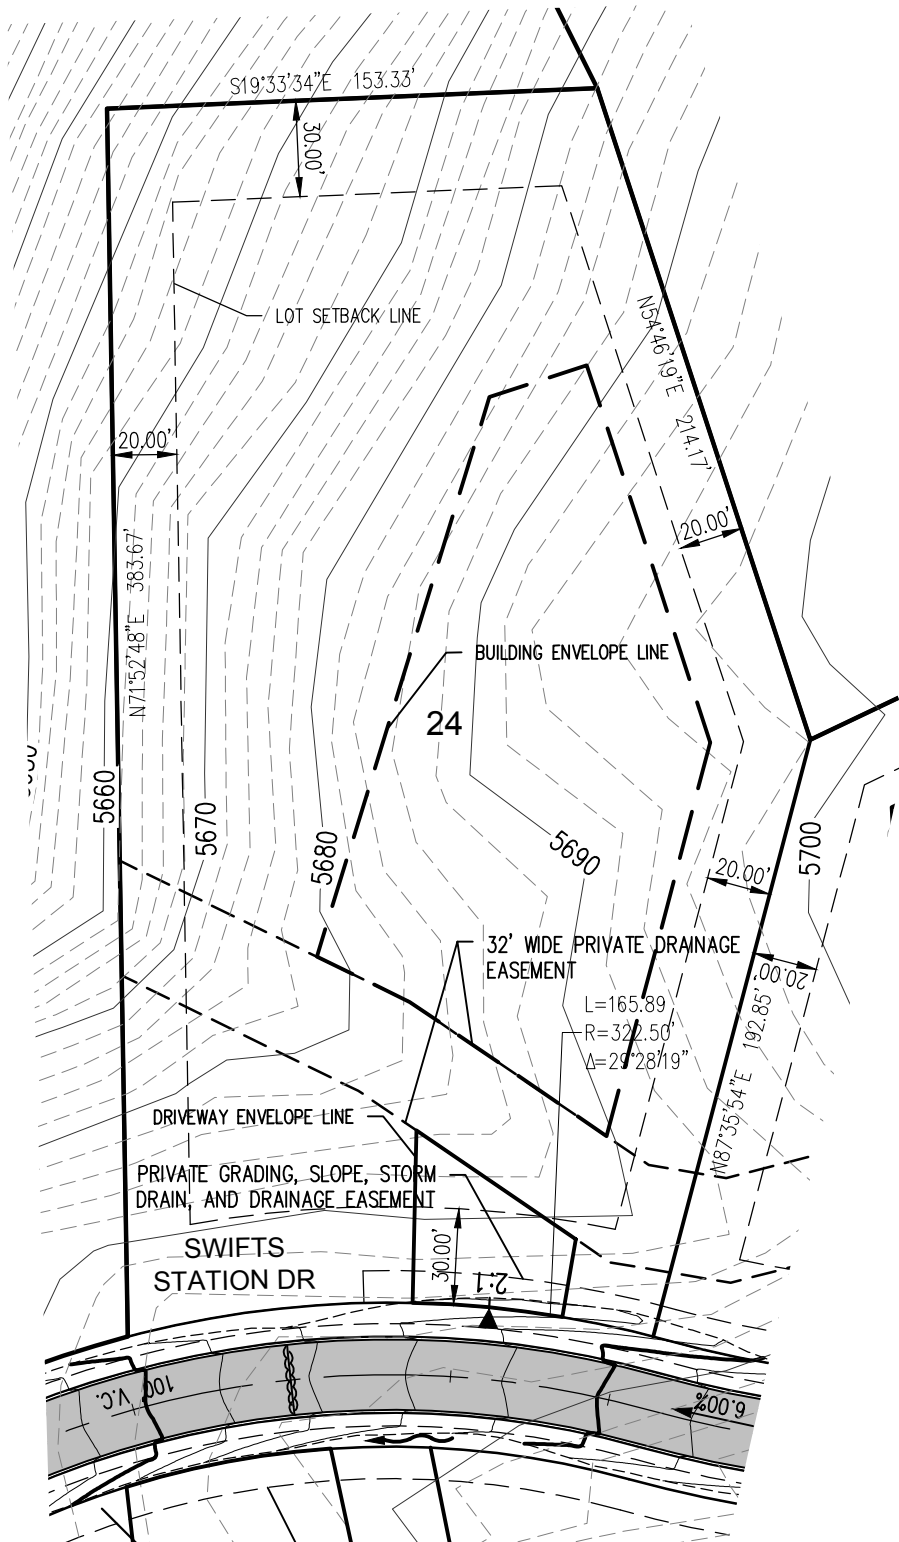 S19°33'34"E 153.33'
30.00'
LOT SETBACK LINE
N54°46'19"E 214.17'
20.00'
20.00'
N71°52'48"E 383.67'
BUILDING ENVELOPE LINE
24
5660
5670
5680
5690
5700
20.00'
32' WIDE PRIVATE DRAINAGE
EASEMENT
20.00'
L=165.89
R=322.50'
Δ=29°28'19"
N87°35'54"E 192.85'
DRIVEWAY ENVELOPE LINE
PRIVATE GRADING, SLOPE, STORM
DRAIN, AND DRAINAGE EASEMENT
30.00'
SWIFTS
STATION DR
2:1
100' V.C.
6.00%